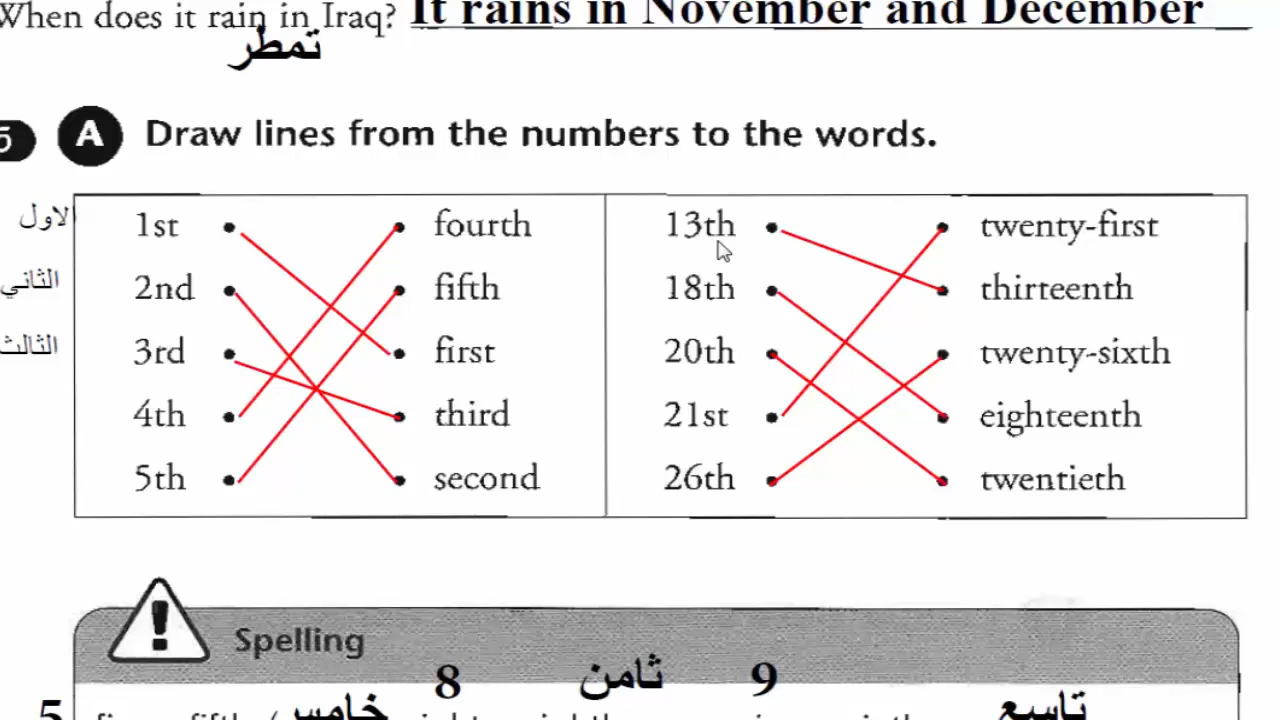 When does it rain in Iraq? It rains in November and December
تمطر
5 A Draw lines from the numbers to the words.
الاول 1st fourth 13th twenty-first
الثاني 2nd fifth 18th thirteenth
الثالث 3rd first 20th twenty-sixth
4th third 21st eighteenth
5th second 26th twentieth
Spelling
8 ثامن 9
5 خامس تاسع